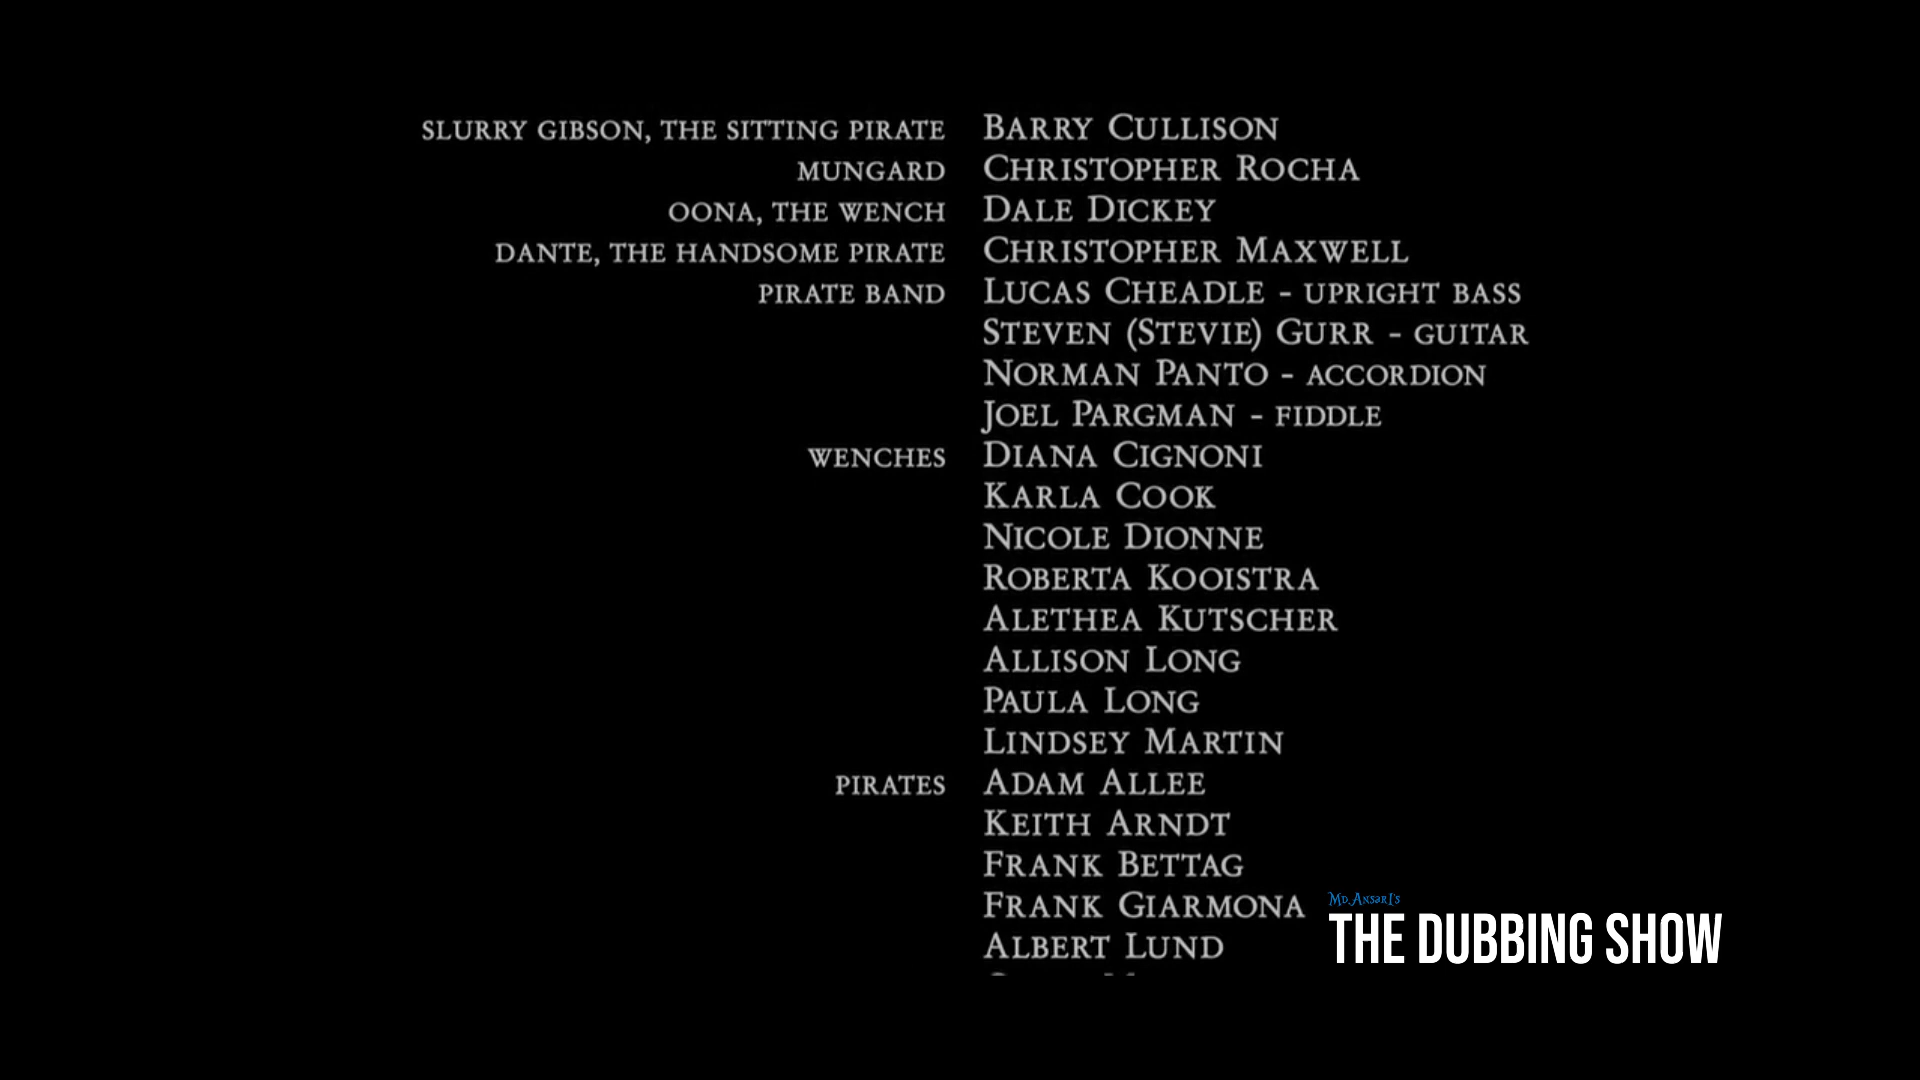 SLURRY GIBSON, THE SITTING PIRATE BARRY CULLISON
MUNGARD CHRISTOPHER ROCHA
OONA, THE WENCH DALE DICKEY
DANTE, THE HANDSOME PIRATE CHRISTOPHER MAXWELL
PIRATE BAND LUCAS CHEADLE - UPRIGHT BASS
STEVEN (STEVIE) GURR - GUITAR
NORMAN PANTO - ACCORDION
JOEL PARGMAN - FIDDLE
WENCHES DIANA CIGNONI
KARLA COOK
NICOLE DIONNE
ROBERTA KOOISTRA
ALETHEA KUTSCHER
ALLISON LONG
PAULA LONG
LINDSEY MARTIN
PIRATES ADAM ALLEE
KEITH ARNDT
FRANK BETTAG
FRANK GIARMONA
ALBERT LUND
MD.ANSARI'S
THE DUBBING SHOW